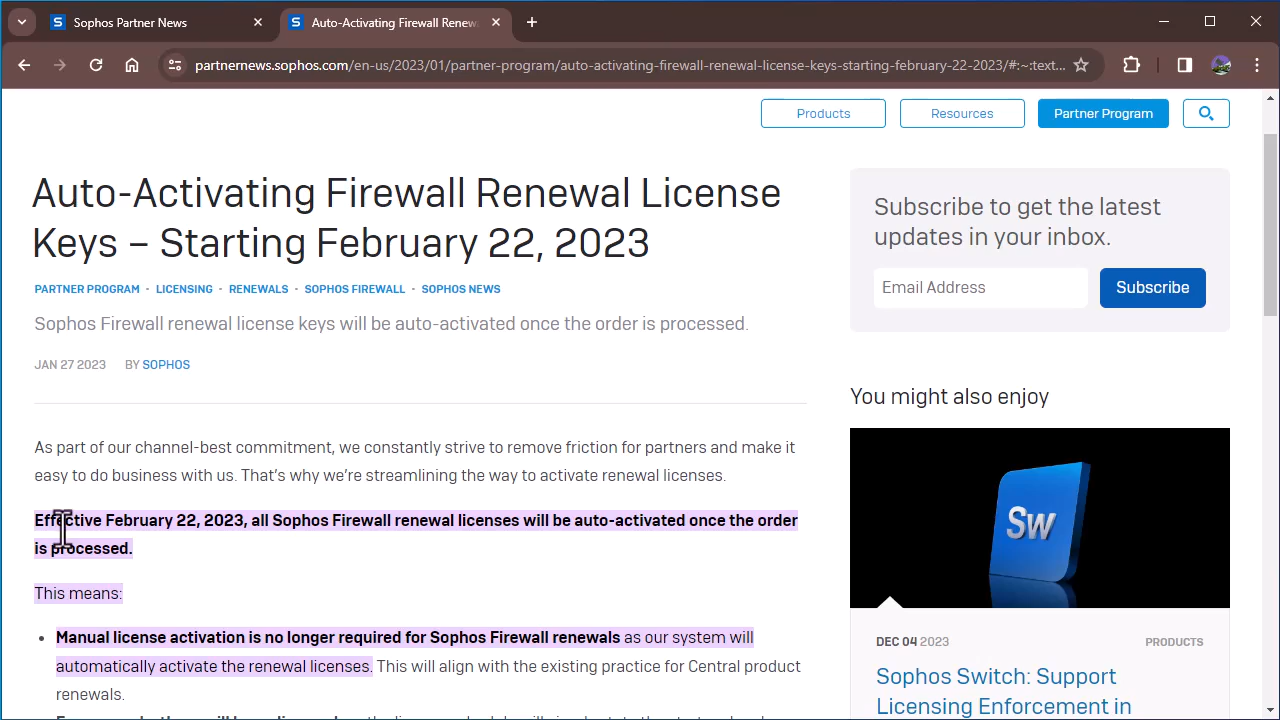 Sophos Partner News
Auto-Activating Firewall Renew
partnernews.sophos.com/en-us/2023/01/partner-program/auto-activating-firewall-renewal-license-keys-starting-february-22-2023/#:~:text...
Products
Resources
Partner Program
Auto-Activating Firewall Renewal License
Keys – Starting February 22, 2023
PARTNER PROGRAM · LICENSING · RENEWALS · SOPHOS FIREWALL · SOPHOS NEWS
Sophos Firewall renewal license keys will be auto-activated once the order is processed.
JAN 27 2023 BY SOPHOS
As part of our channel-best commitment, we constantly strive to remove friction for partners and make it
easy to do business with us. That's why we're streamlining the way to activate renewal licenses.
Effective February 22, 2023, all Sophos Firewall renewal licenses will be auto-activated once the order
is processed.
This means:
• Manual license activation is no longer required for Sophos Firewall renewals as our system will
automatically activate the renewal licenses. This will align with the existing practice for Central product
renewals.
Subscribe to get the latest
updates in your inbox.
Email Address
Subscribe
You might also enjoy
Sw
DEC 04 2023
PRODUCTS
Sophos Switch: Support
Licensing Enforcement in